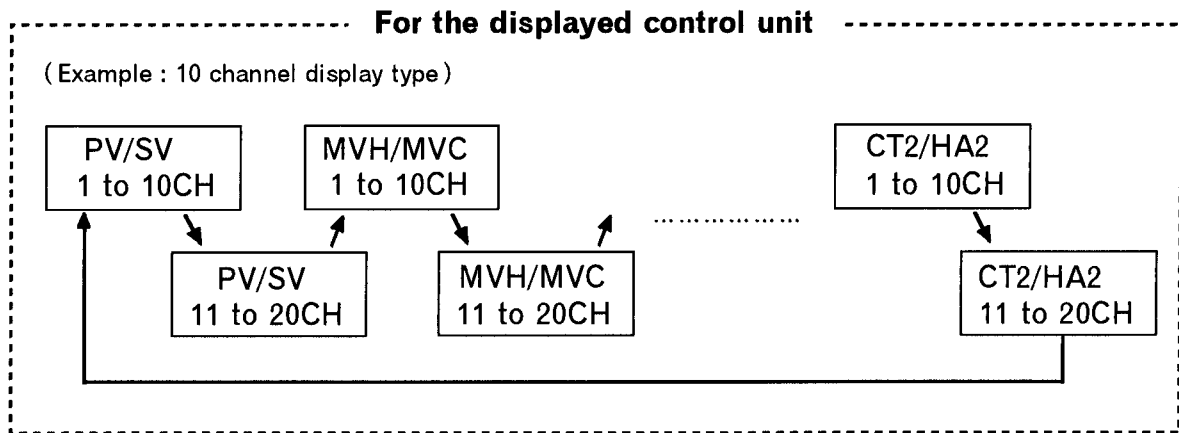 For the displayed control unit
(Example : 10 channel display type)
PV/SV
1 to 10CH
MVH/MVC
1 to 10CH
CT2/HA2
1 to 10CH
..................
PV/SV
11 to 20CH
MVH/MVC
11 to 20CH
CT2/HA2
11 to 20CH